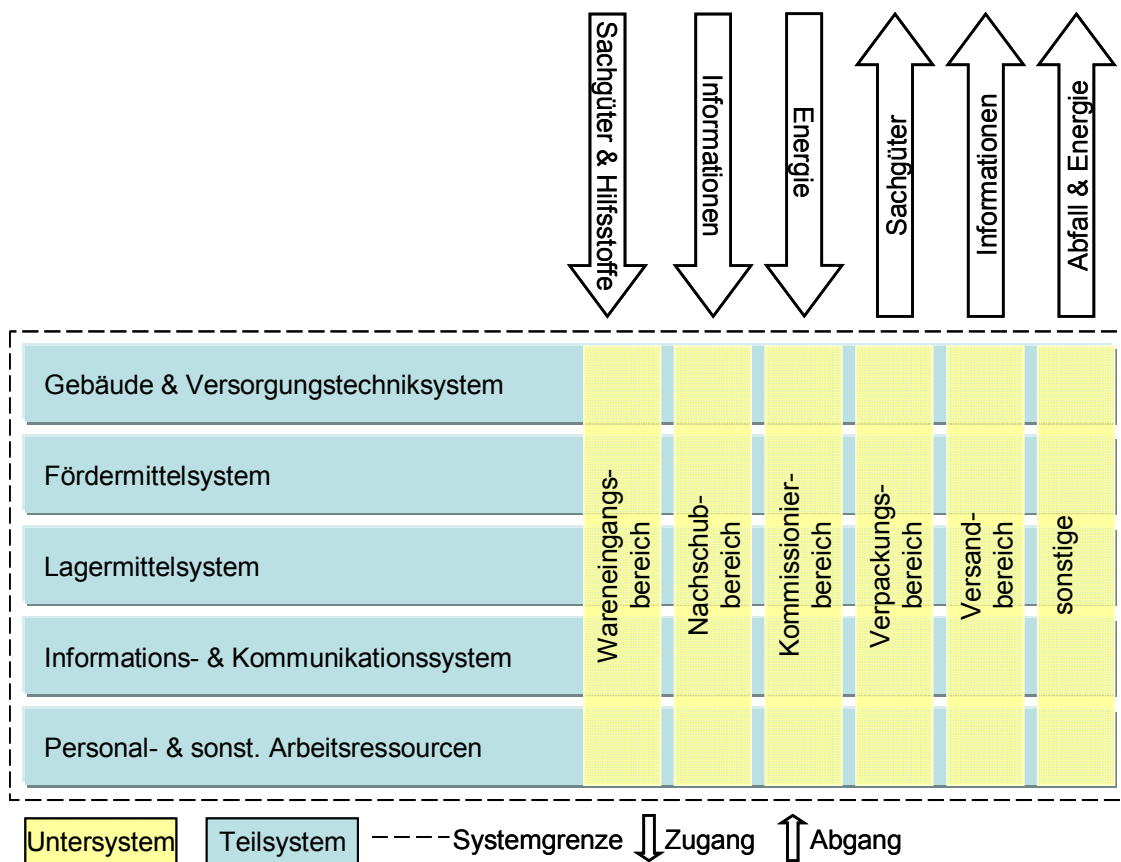 Sachgüter & Hilfsstoffe
Informationen
Energie
Sachgüter
Informationen
Abfall & Energie
Gebäude & Versorgungstechniksystem
Fördermittelsystem
Lagermittelsystem
Informations- & Kommunikationssystem
Personal- & sonst. Arbeitsressourcen
Wareneingangs-
bereich
Nachschub-
bereich
Kommissionier-
bereich
Verpackungs-
bereich
Versand-
bereich
sonstige
Untersystem
Teilsystem
Systemgrenze
Zugang
Abgang